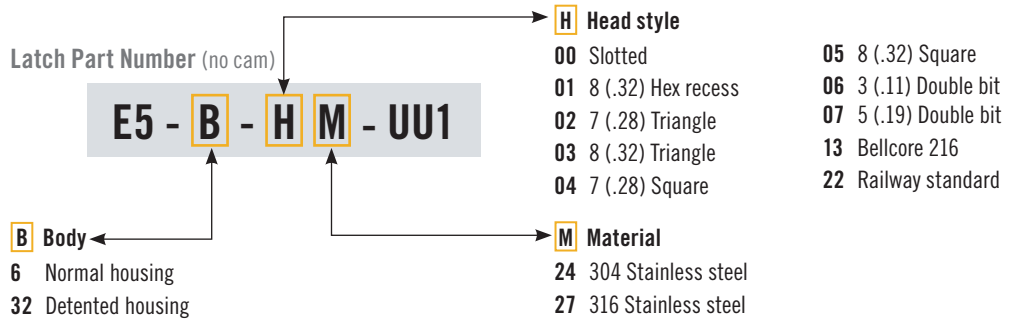 Latch Part Number (no cam)
E5 - B - H M - UU1
B Body
6 Normal housing
32 Detented housing
H Head style
00 Slotted
01 8 (.32) Hex recess
02 7 (.28) Triangle
03 8 (.32) Triangle
04 7 (.28) Square
05 8 (.32) Square
06 3 (.11) Double bit
07 5 (.19) Double bit
13 Bellcore 216
22 Railway standard
M Material
24 304 Stainless steel
27 316 Stainless steel